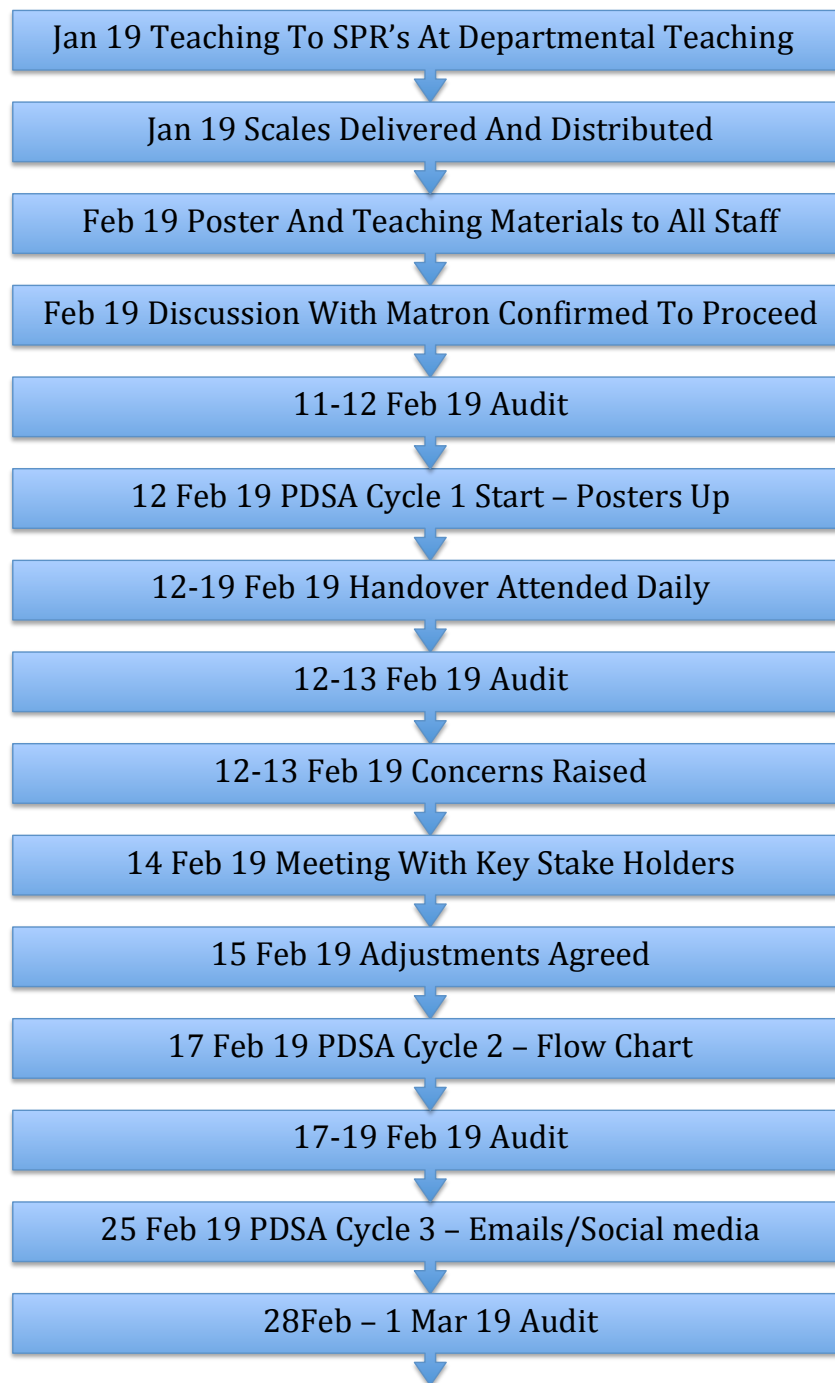 Jan 19 Teaching To SPR’s At Departmental Teaching
Jan 19 Scales Delivered And Distributed
Feb 19 Poster And Teaching Materials to All Staff
Feb 19 Discussion With Matron Confirmed To Proceed
11-12 Feb 19 Audit
12 Feb 19 PDSA Cycle 1 Start – Posters Up
12-19 Feb 19 Handover Attended Daily
12-13 Feb 19 Audit
12-13 Feb 19 Concerns Raised
14 Feb 19 Meeting With Key Stake Holders
15 Feb 19 Adjustments Agreed
17 Feb 19 PDSA Cycle 2 – Flow Chart
17-19 Feb 19 Audit
25 Feb 19 PDSA Cycle 3 – Emails/Social media
28Feb – 1 Mar 19 Audit